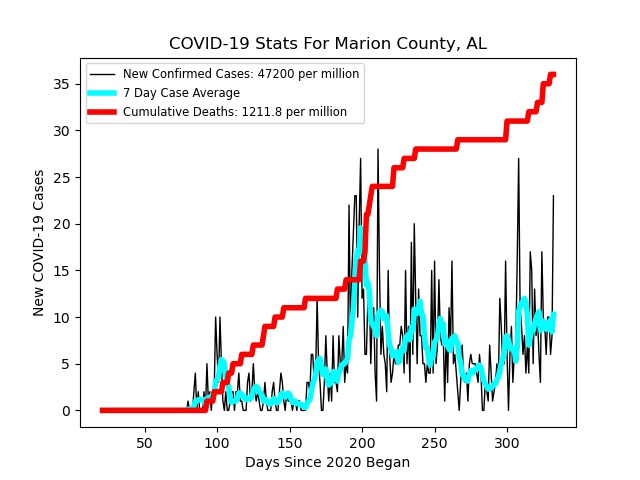 COVID-19 Stats For Marion County, AL
New Confirmed Cases: 47200 per million
7 Day Case Average
Cumulative Deaths: 1211.8 per million
New COVID-19 Cases
35
30
25
20
15
10
5
0
50
100
150
200
250
300
Days Since 2020 Began